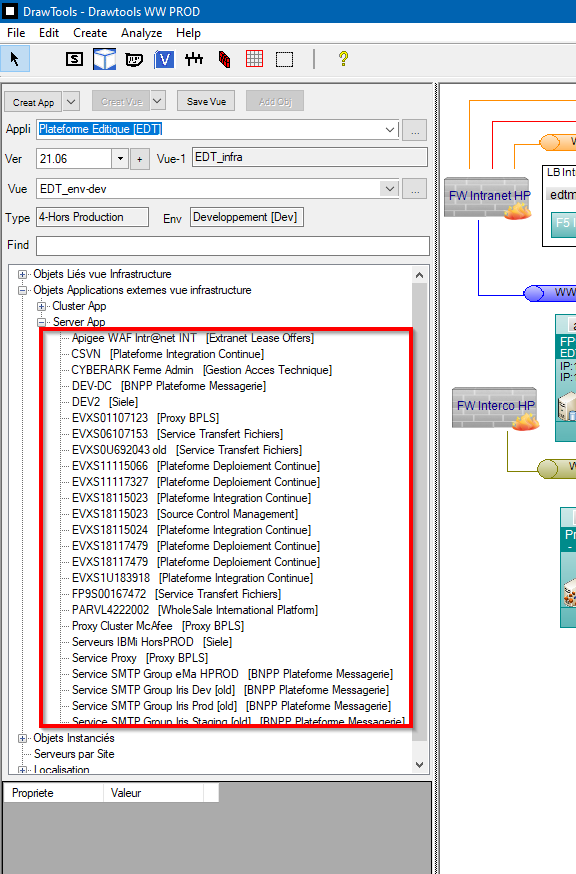 DrawTools - Drawtools WW PROD
File Edit Create Analyze Help
S V ?
Creat App Creat Vue Save Vue Add Obj
Appli Plateforme Editique [EDT] ...
Ver 21.06 + Vue-1 EDT_infra
Vue EDT_env-dev ...
Type 4-Hors Production Env Developpement [Dev]
Find
Objets Liés vue Infrastructure
Objets Applications externes vue infrastructure
Cluster App
Server App
Apigee WAF Intr@net INT [Extranet Lease Offers]
CSVN [Plateforme Integration Continue]
CYBERARK Ferme Admin [Gestion Acces Technique]
DEV-DC [BNPP Plateforme Messagerie]
DEV2 [Siele]
EVXS01107123 [Proxy BPLS]
EVXS06107153 [Service Transfert Fichiers]
EVXS0U692043 old [Service Transfert Fichiers]
EVXS11115066 [Plateforme Deploiement Continue]
EVXS11117327 [Plateforme Deploiement Continue]
EVXS18115023 [Plateforme Integration Continue]
EVXS18115023 [Source Control Management]
EVXS18115024 [Plateforme Integration Continue]
EVXS18117479 [Plateforme Deploiement Continue]
EVXS18117479 [Plateforme Deploiement Continue]
EVXS1U183918 [Plateforme Integration Continue]
FP9S00167472 [Service Transfert Fichiers]
PARVL4222002 [WholeSale International Platform]
Proxy Cluster McAfee [Proxy BPLS]
Serveurs IBMi HorsPROD [Siele]
Service Proxy [Proxy BPLS]
Service SMTP Group eMa HPROD [BNPP Plateforme Messagerie]
Service SMTP Group Iris Dev [old] [BNPP Plateforme Messagerie]
Service SMTP Group Iris Prod [old] [BNPP Plateforme Messagerie]
Service SMTP Group Iris Staging [old] [BNPP Plateforme Messagerie]
Objets Instanciés
Serveurs par Site
Localisation
Propriete Valeur
W
LB Int
FW Intranet HP
edtm
F5 I
WW
FP
ED
IP:1
IP:1
FW Interco HP
W
Pr
-